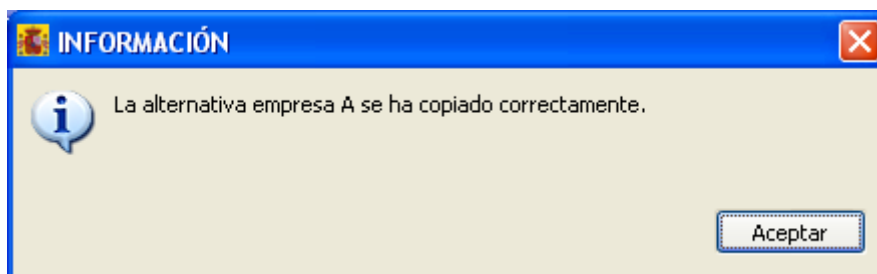 INFORMACIÓN
La alternativa empresa A se ha copiado correctamente.
Aceptar